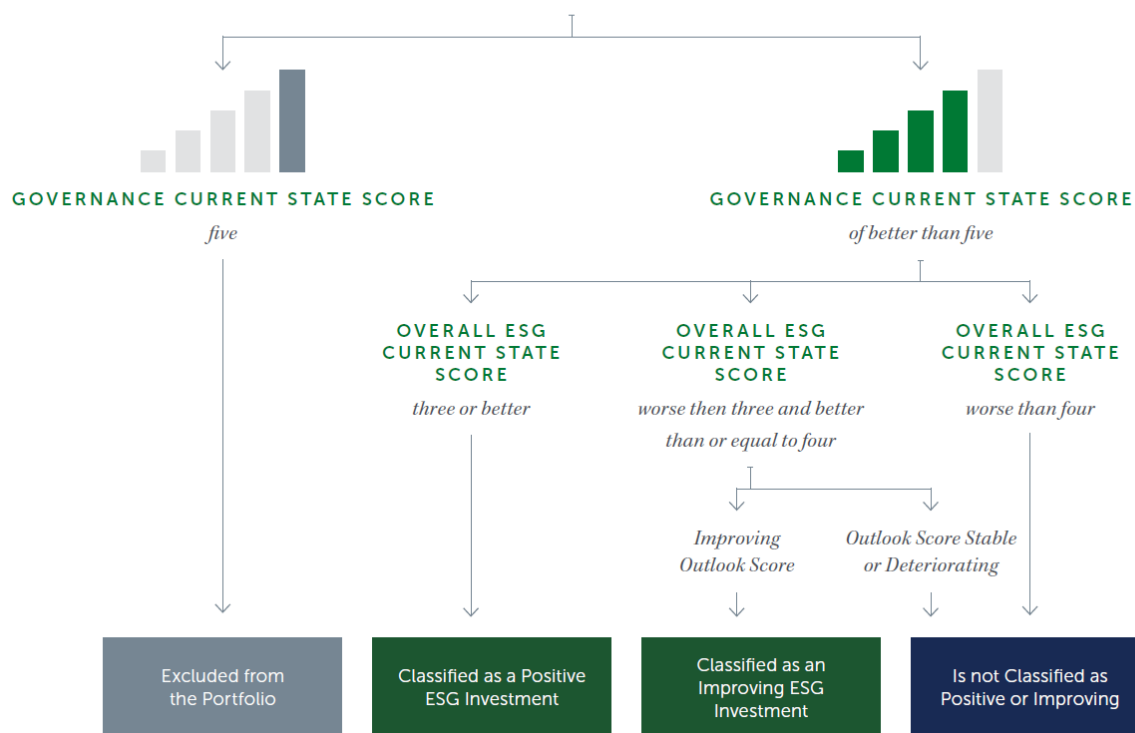 GOVERNANCE CURRENT STATE SCORE
five
GOVERNANCE CURRENT STATE SCORE
of better than five
OVERALL ESG
CURRENT STATE
SCORE
three or better
OVERALL ESG
CURRENT STATE
SCORE
worse then three and better
than or equal to four
OVERALL ESG
CURRENT STATE
SCORE
worse than four
Improving
Outlook Score
Outlook Score Stable
or Deteriorating
Excluded from
the Portfolio
Classified as a Positive
ESG Investment
Classified as an
Improving ESG
Investment
Is not Classified as
Positive or Improving